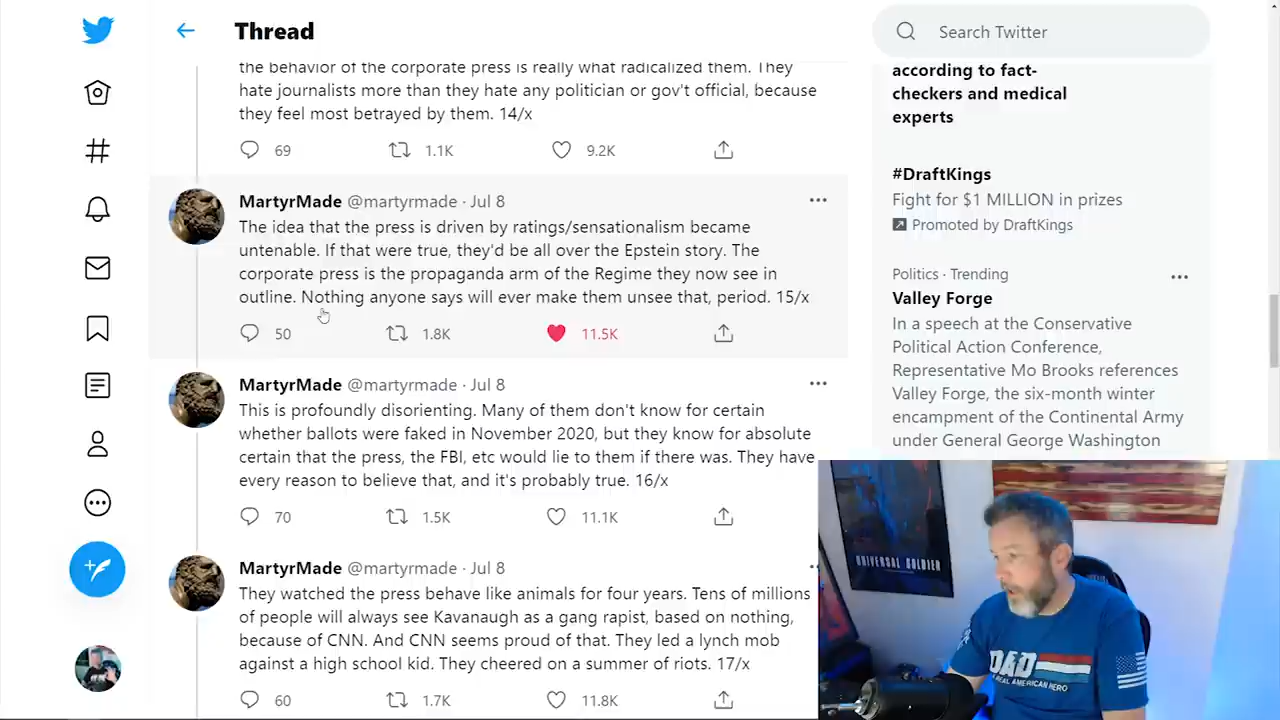 Thread
Search Twitter
the behavior of the corporate press is really what radicalized them. They
hate journalists more than they hate any politician or gov't official, because
they feel most betrayed by them. 14/x
69 1.1K 9.2K
MartyrMade @martyrmade · Jul 8
The idea that the press is driven by ratings/sensationalism became
untenable. If that were true, they'd be all over the Epstein story. The
corporate press is the propaganda arm of the Regime they now see in
outline. Nothing anyone says will ever make them unsee that, period. 15/x
50 1.8K 11.5K
MartyrMade @martyrmade · Jul 8
This is profoundly disorienting. Many of them don't know for certain
whether ballots were faked in November 2020, but they know for absolute
certain that the press, the FBI, etc would lie to them if there was. They have
every reason to believe that, and it's probably true. 16/x
70 1.5K 11.1K
MartyrMade @martyrmade · Jul 8
They watched the press behave like animals for four years. Tens of millions
of people will always see Kavanaugh as a gang rapist, based on nothing,
because of CNN. And CNN seems proud of that. They led a lynch mob
against a high school kid. They cheered on a summer of riots. 17/x
60 1.7K 11.8K
according to fact-
checkers and medical
experts
#DraftKings
Fight for $1 MILLION in prizes
Promoted by DraftKings
Politics · Trending
Valley Forge
In a speech at the Conservative
Political Action Conference,
Representative Mo Brooks references
Valley Forge, the six-month winter
encampment of the Continental Army
under General George Washington
UNIVERSAL SOLDIER
DAD
REAL AMERICAN HERO